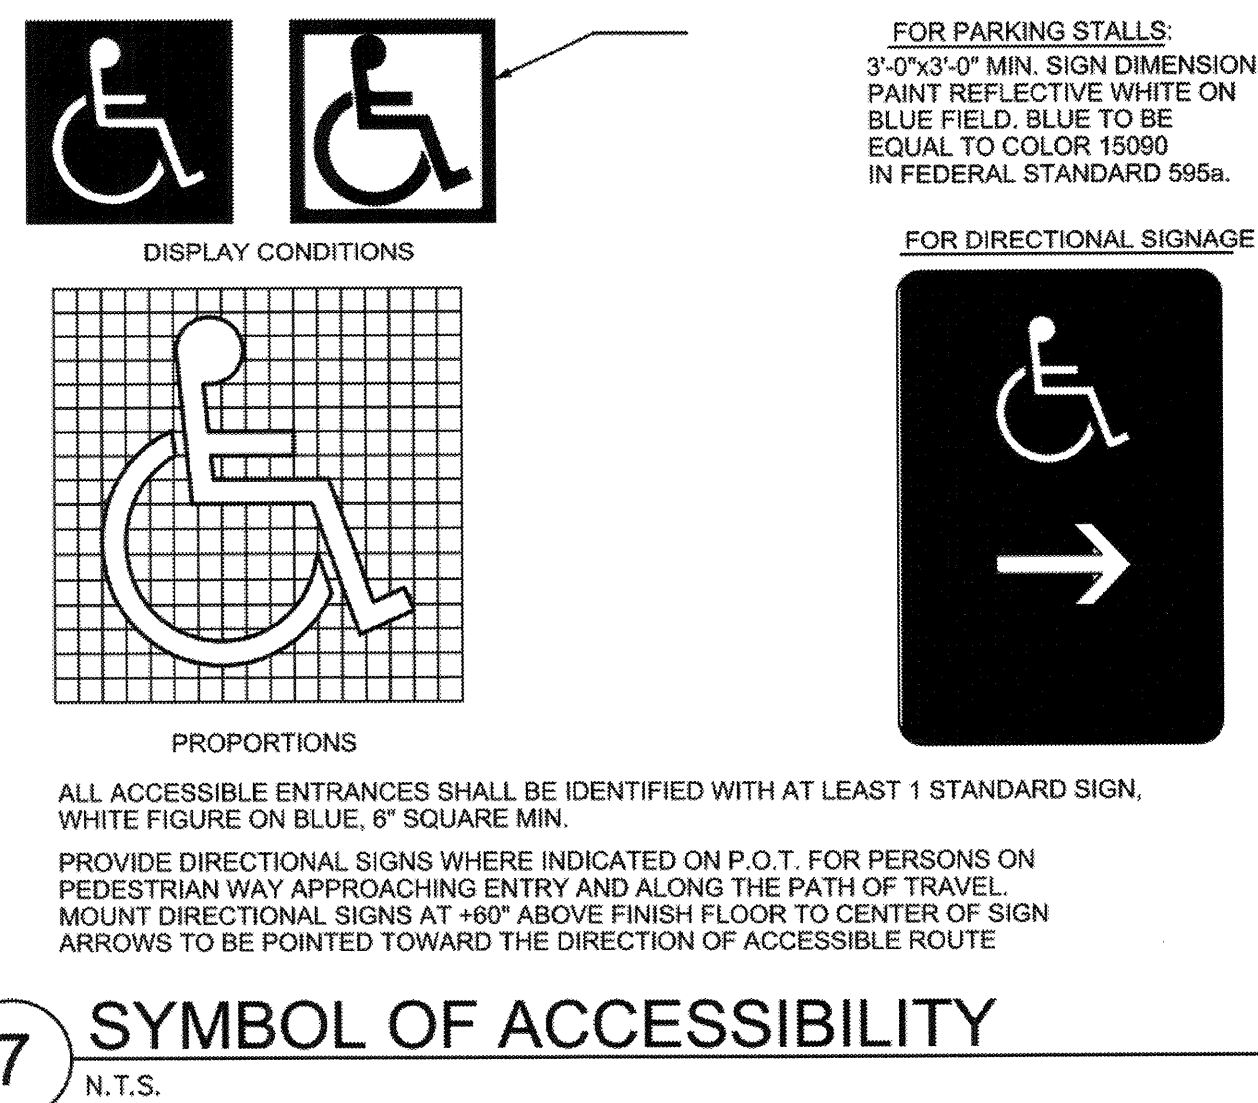 FOR PARKING STALLS:
3'-0"x3'-0" MIN. SIGN DIMENSION
PAINT REFLECTIVE WHITE ON
BLUE FIELD. BLUE TO BE
EQUAL TO COLOR 15090
IN FEDERAL STANDARD 595a.
DISPLAY CONDITIONS
FOR DIRECTIONAL SIGNAGE
PROPORTIONS
ALL ACCESSIBLE ENTRANCES SHALL BE IDENTIFIED WITH AT LEAST 1 STANDARD SIGN,
WHITE FIGURE ON BLUE, 6" SQUARE MIN.
PROVIDE DIRECTIONAL SIGNS WHERE INDICATED ON P.O.T. FOR PERSONS ON
PEDESTRIAN WAY APPROACHING ENTRY AND ALONG THE PATH OF TRAVEL.
MOUNT DIRECTIONAL SIGNS AT +60" ABOVE FINISH FLOOR TO CENTER OF SIGN
ARROWS TO BE POINTED TOWARD THE DIRECTION OF ACCESSIBLE ROUTE
7 SYMBOL OF ACCESSIBILITY
N.T.S.